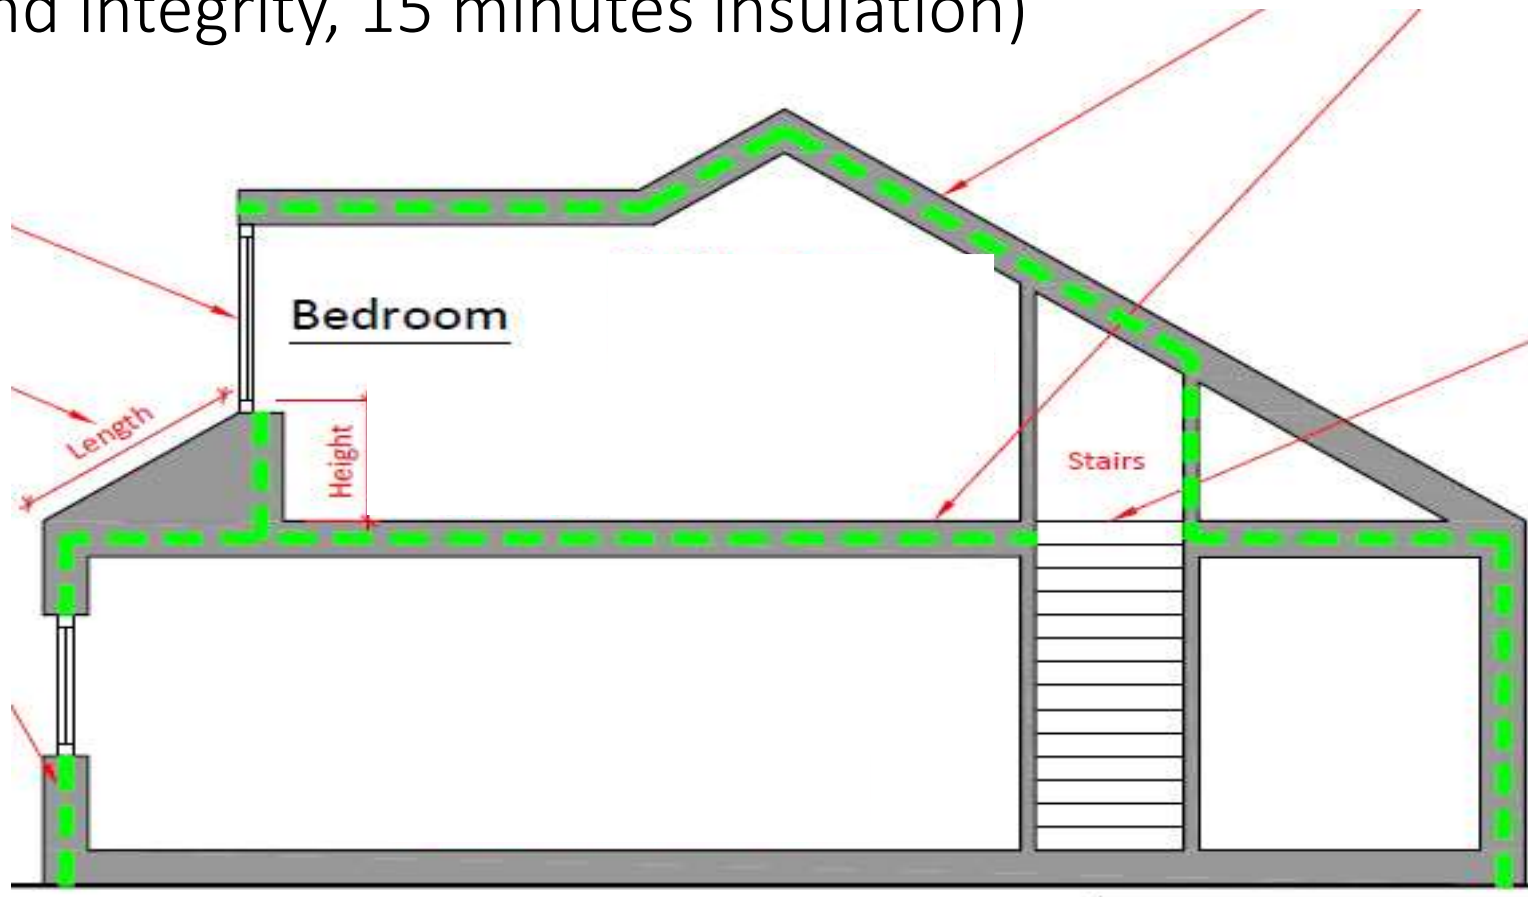 nd integrity, 15 minutes insulation)
Bedroom
Length
Height
Stairs